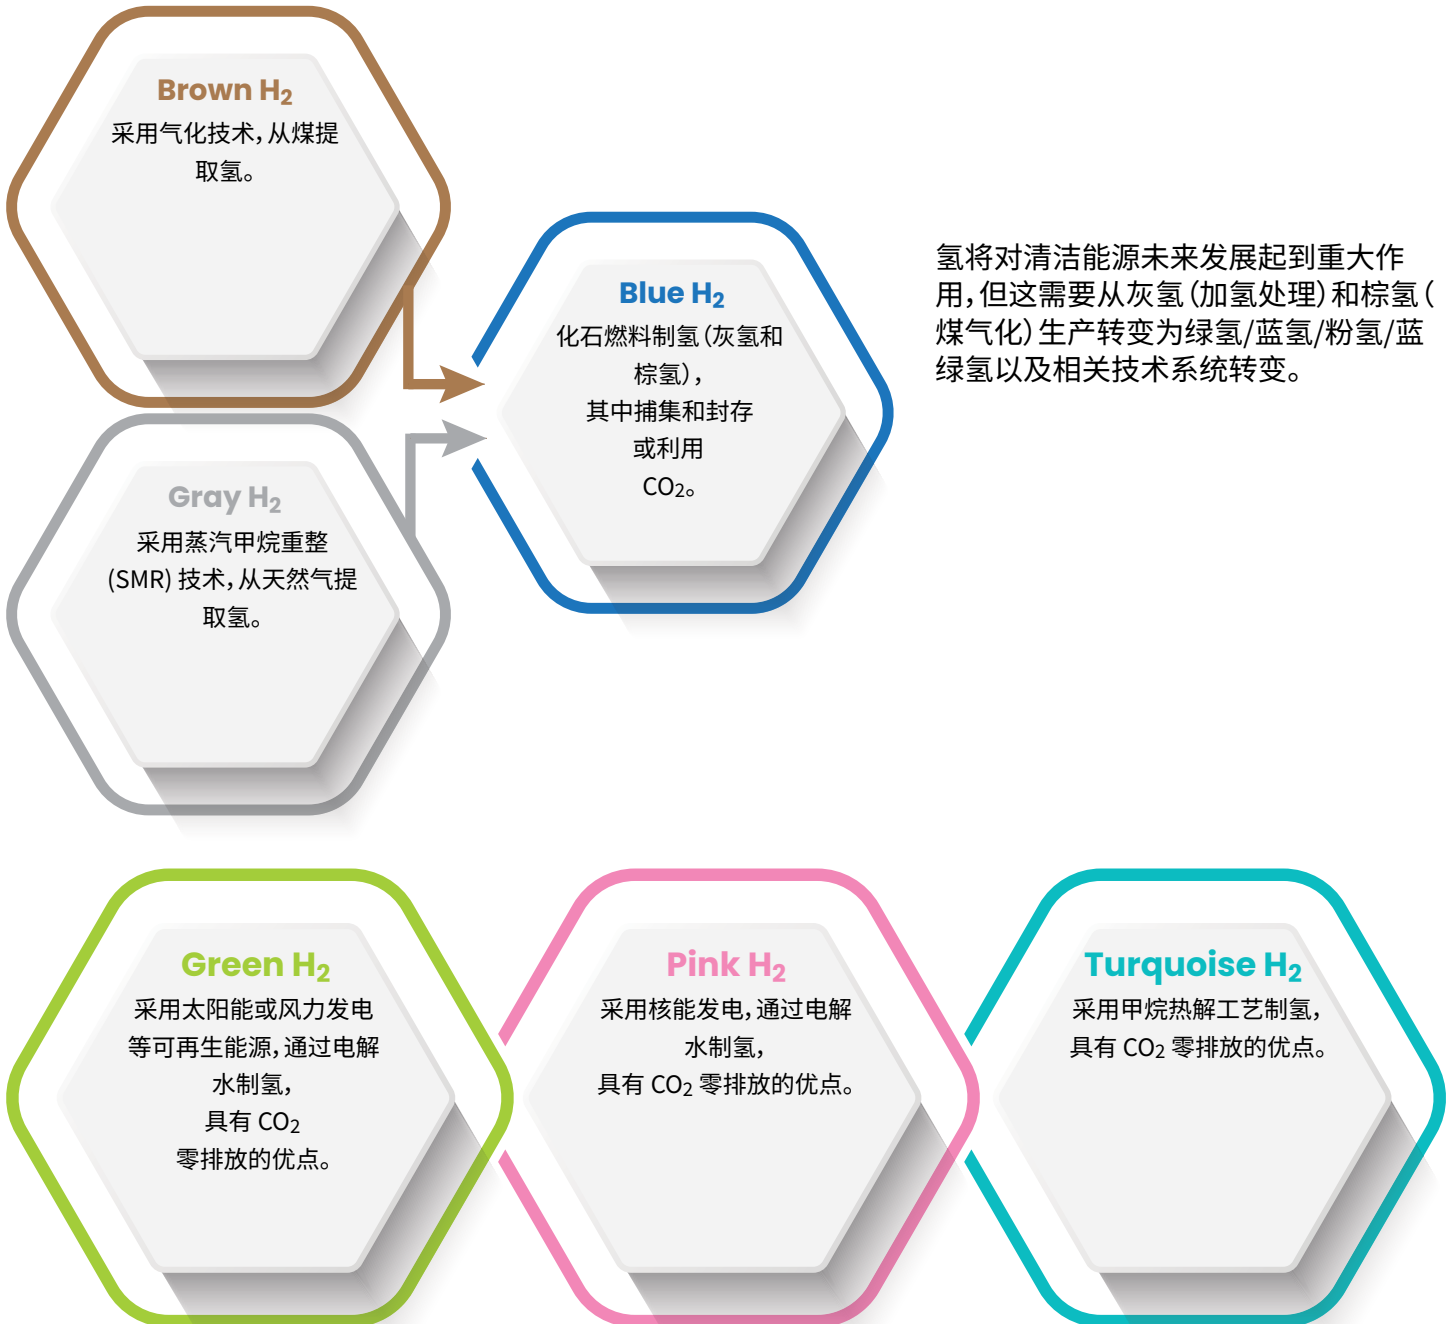 Brown H₂
采用气化技术，从煤提
取氢。
Blue H₂
化石燃料制氢（灰氢和
棕氢），
其中捕集和封存
或利用
CO₂。
氢将对清洁能源未来发展起到重大作
用，但这需要从灰氢（加氢处理）和棕氢（
煤气化）生产转变为绿氢/蓝氢/粉氢/蓝
绿氢以及相关技术系统转变。
Gray H₂
采用蒸汽甲烷重整
(SMR) 技术，从天然气提
取氢。
Green H₂
采用太阳能或风力发电
等可再生能源，通过电解
水制氢，
具有 CO₂
零排放的优点。
Pink H₂
采用核能发电，通过电解
水制氢，
具有 CO₂ 零排放的优点。
Turquoise H₂
采用甲烷热解工艺制氢，
具有 CO₂ 零排放的优点。